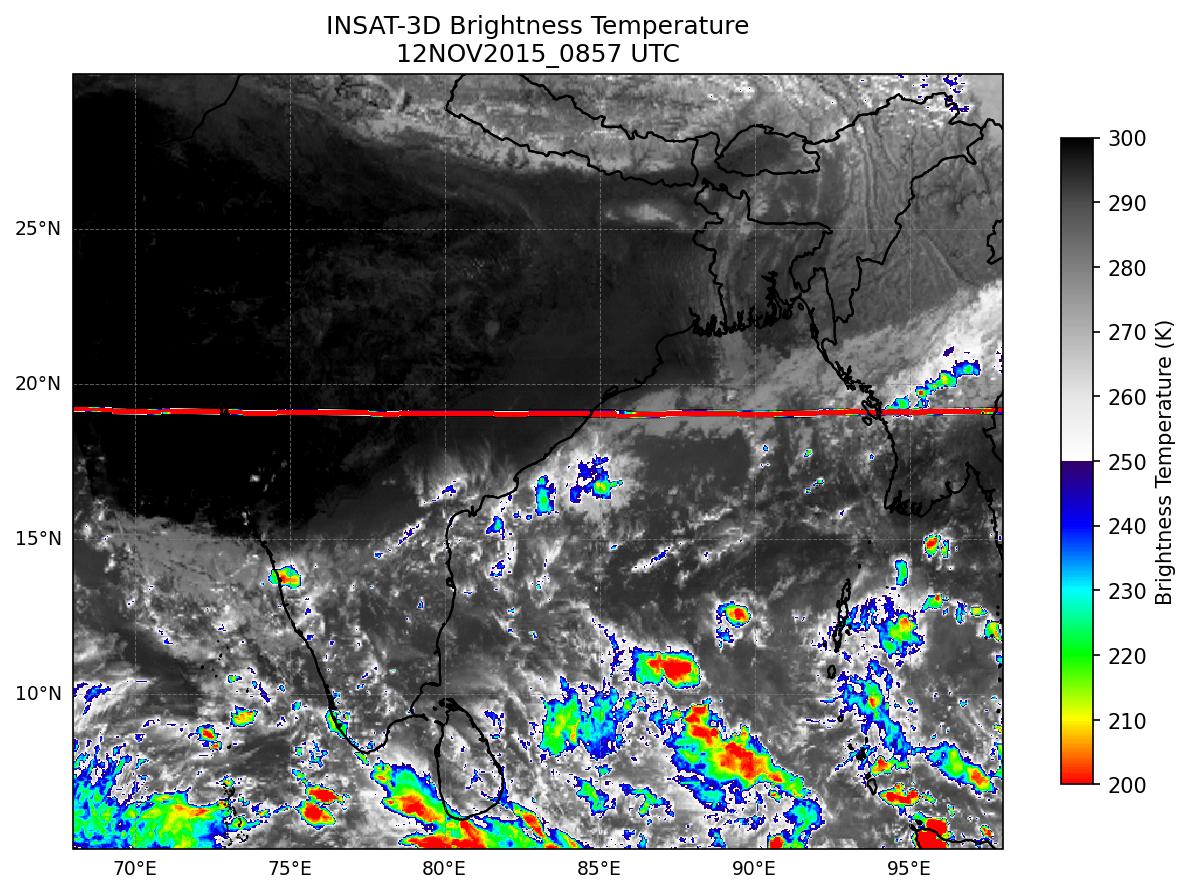 INSAT-3D Brightness Temperature
12NOV2015_0857 UTC
25°N
20°N
15°N
10°N
70°E
75°E
80°E
85°E
90°E
95°E
300
290
280
270
260
250
240
230
220
210
200
Brightness Temperature (K)